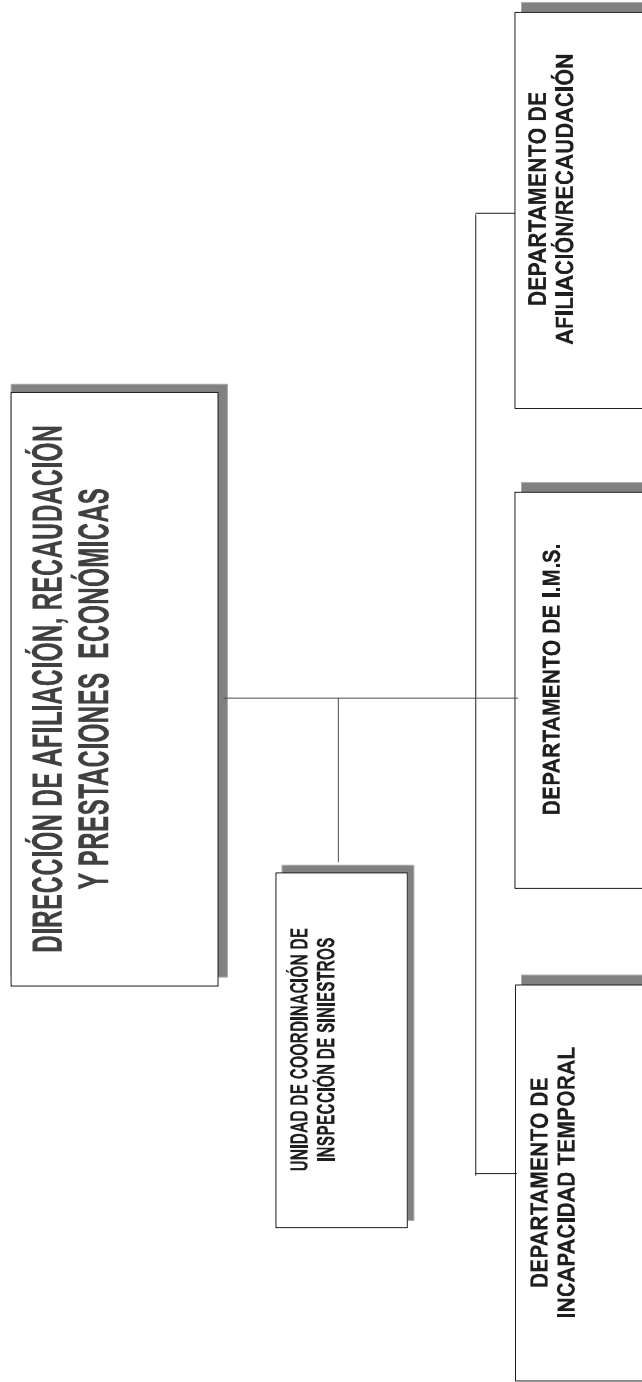 DIRECCIÓN DE AFILIACIÓN, RECAUDACIÓN
Y PRESTACIONES ECONÓMICAS
UNIDAD DE COORDINACIÓN DE
INSPECCIÓN DE SINIESTROS
DEPARTAMENTO DE
INCAPACIDAD TEMPORAL
DEPARTAMENTO DE I.M.S.
DEPARTAMENTO DE
AFILIACIÓN/RECAUDACIÓN